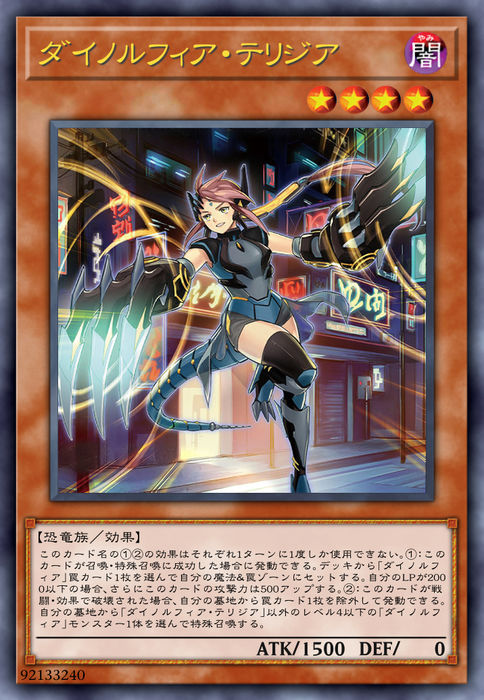 ダイノルフィア・テリジア
やみ
闇
【恐竜族/効果】
このカード名の①②の効果はそれぞれ1ターンに1度しか使用できない。①:この
カードが召喚・特殊召喚に成功した場合に発動できる。デッキから「ダイノルフ
ィア」罠カード1枚を選んで自分の魔法&罠ゾーンにセットする。自分のLPが200
0以下の場合、さらにこのカードの攻撃力は500アップする。②:このカードが戦
闘・効果で破壊された場合、自分の墓地から罠カード1枚を除外して発動できる。
自分の墓地から「ダイノルフィア・テリジア」以外のレベル4以下の「ダイノルフ
ィア」モンスター1体を選んで特殊召喚する。
ATK/1500 DEF/ 0
92133240